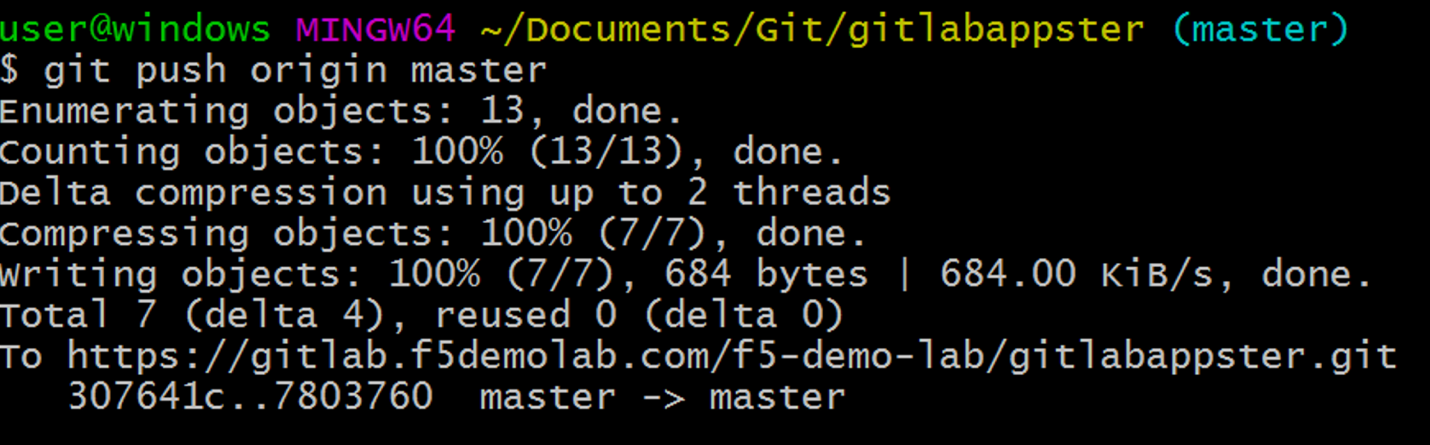 user@windows MINGW64 ~/Documents/Git/gitlabappster (master)
$ git push origin master
Enumerating objects: 13, done.
Counting objects: 100% (13/13), done.
Delta compression using up to 2 threads
Compressing objects: 100% (7/7), done.
Writing objects: 100% (7/7), 684 bytes | 684.00 KiB/s, done.
Total 7 (delta 4), reused 0 (delta 0)
To https://gitlab.f5demolab.com/f5-demo-lab/gitlabappster.git
   307641c..7803760  master -> master